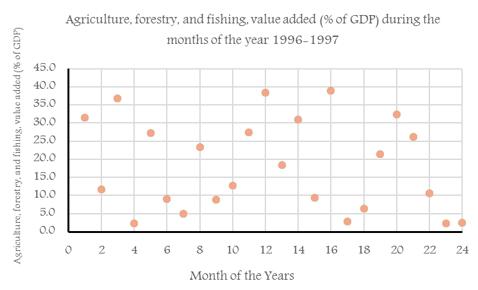 Agriculture, forestry, and fishing, value added (% of GDP) during the
months of the year 1996-1997
Agriculture, forestry, and fishing, value added (% of GDP)
45.0
40.0
35.0
30.0
25.0
20.0
15.0
10.0
5.0
0.0
0 2 4 6 8 10 12 14 16 18 20 22 24
Month of the Years